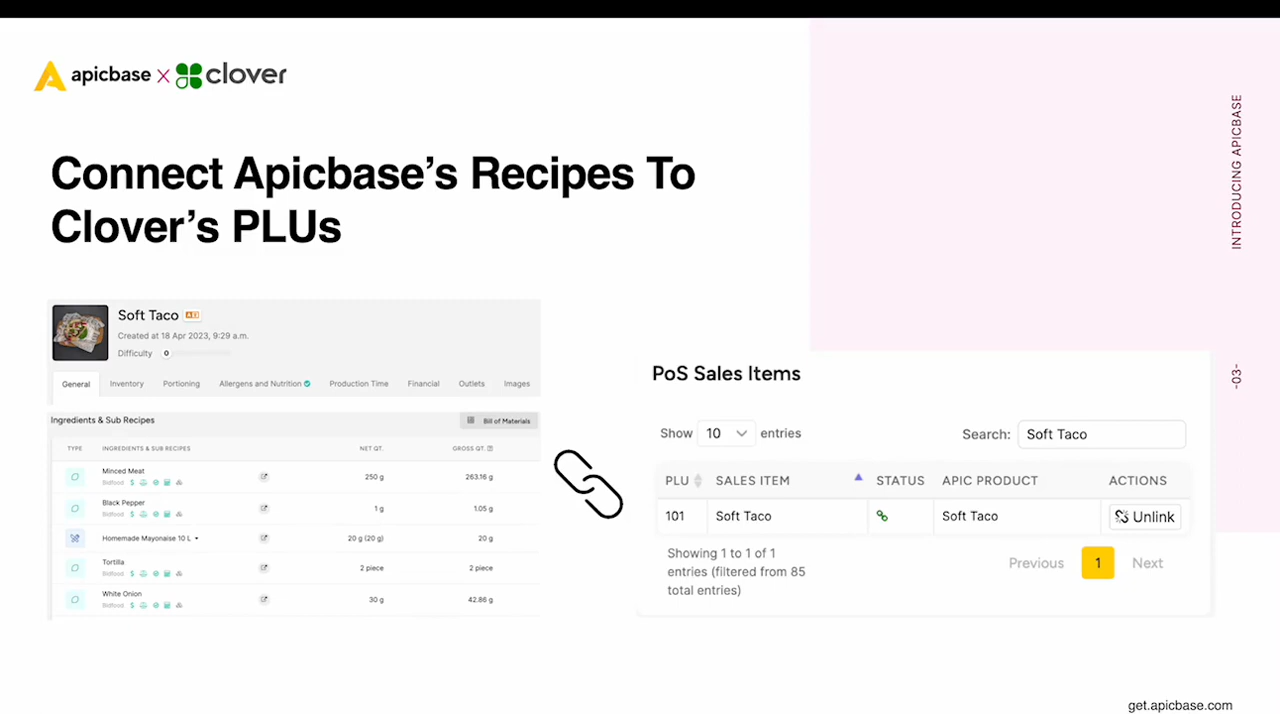 apicbase x clover
INTRODUCING APICBASE
Connect Apicbase’s Recipes To
Clover’s PLUs
Soft Taco
Created at 18 Apr 2023, 9:29 a.m.
Difficulty 0
General Inventory Portioning Allergens and Nutrition Production Time Financial Outlets Images
Ingredients & Sub Recipes Bill of Materials
TYPE INGREDIENTS & SUB RECIPES NET QT. GROSS QT.
Minced Meat 250 g 263.16 g
Bidfood $
Black Pepper 1 g 1.05 g
Bidfood $
Homemade Mayonaise 10 L 20 g (20 g) 20 g
Tortilla 2 piece 2 piece
Bidfood $
White Onion 30 g 42.86 g
Bidfood $
-03-
PoS Sales Items
Show 10 entries Search: Soft Taco
PLU SALES ITEM STATUS APIC PRODUCT ACTIONS
101 Soft Taco Soft Taco Unlink
Showing 1 to 1 of 1
entries (filtered from 85
total entries)
Previous 1 Next
get.apicbase.com